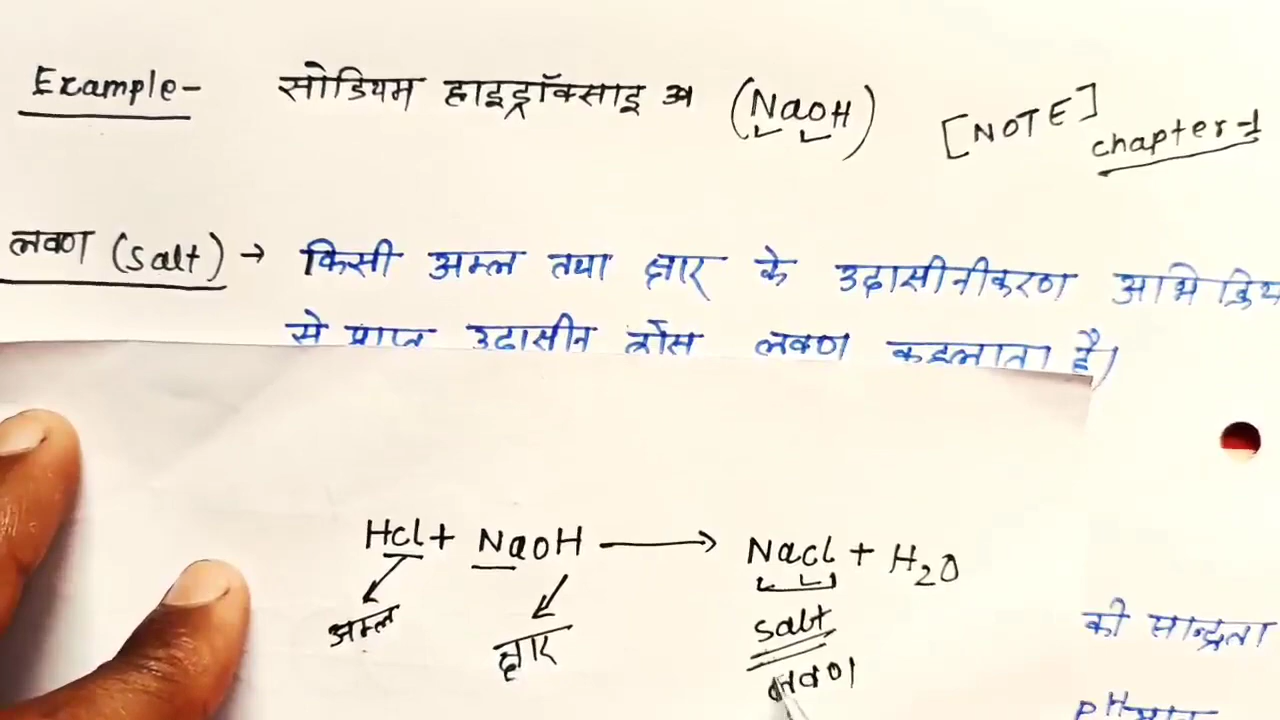 Example- सोडियम हाइड्रॉक्साइड (NaOH) [NOTE] chapter-1
लवण (salt) → किसी अम्ल तथा क्षार के उदासीनीकरण अभिक्रिय
से प्राप्त उदासीन ठोस लवण कहलाता है।
Hcl + NaOH → Nacl + H₂O
अम्ल क्षार salt
की सान्द्रता
PHमान